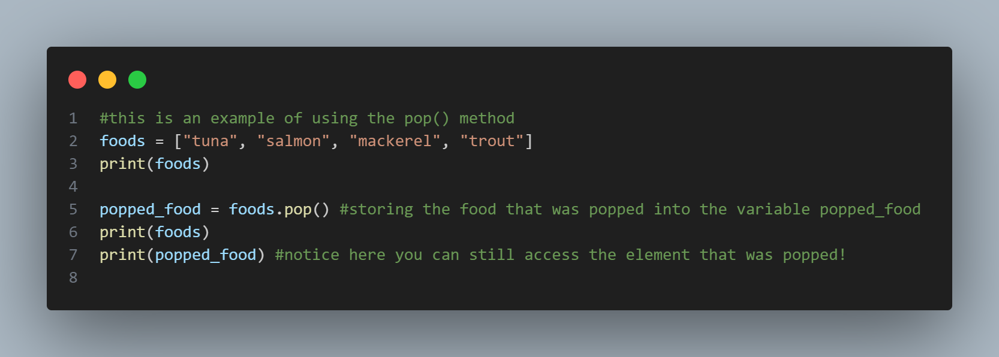 1 #this is an example of using the pop() method
2 foods = ["tuna", "salmon", "mackerel", "trout"]
3 print(foods)
4
5 popped_food = foods.pop() #storing the food that was popped into the variable popped_food
6 print(foods)
7 print(popped_food) #notice here you can still access the element that was popped!
8